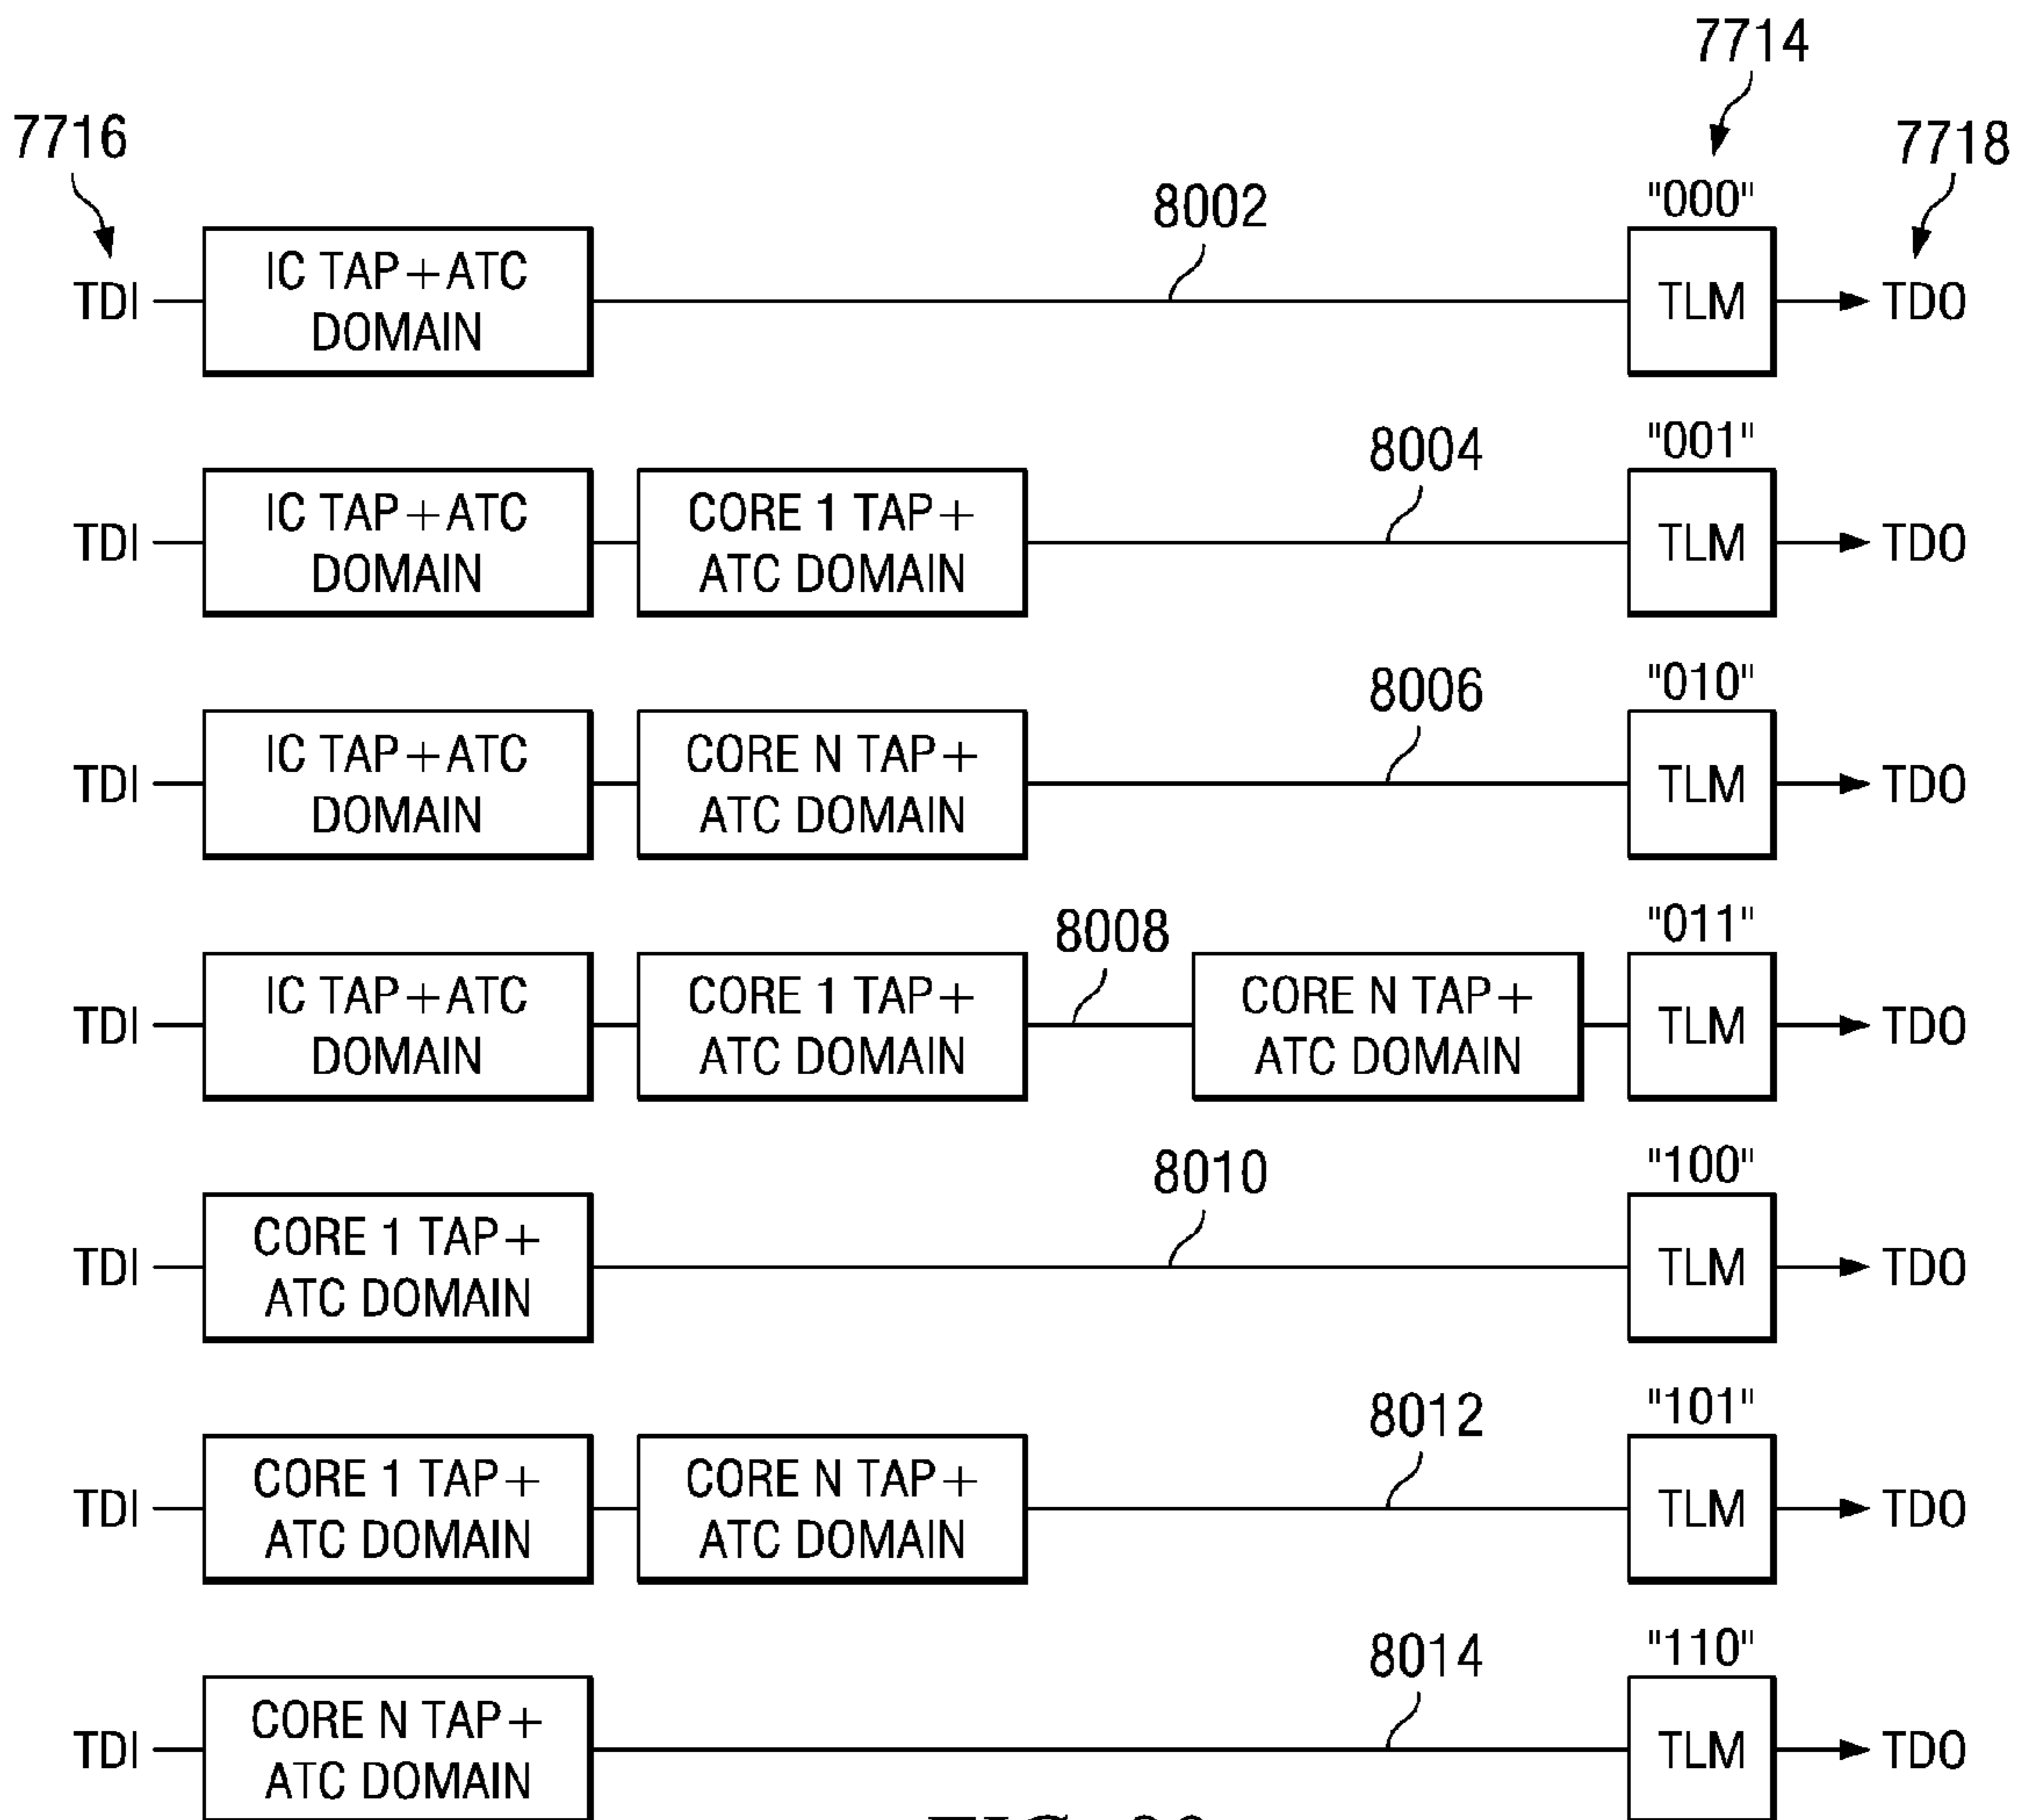 7714
7716
7718
8002
"000"
TDI
IC TAP+ATC
DOMAIN
TLM
TDO
8004
"001"
TDI
IC TAP+ATC
DOMAIN
CORE 1 TAP+
ATC DOMAIN
TLM
TDO
8006
"010"
TDI
IC TAP+ATC
DOMAIN
CORE N TAP+
ATC DOMAIN
TLM
TDO
8008
"011"
TDI
IC TAP+ATC
DOMAIN
CORE 1 TAP+
ATC DOMAIN
CORE N TAP+
ATC DOMAIN
TLM
TDO
8010
"100"
TDI
CORE 1 TAP+
ATC DOMAIN
TLM
TDO
8012
"101"
TDI
CORE 1 TAP+
ATC DOMAIN
CORE N TAP+
ATC DOMAIN
TLM
TDO
8014
"110"
TDI
CORE N TAP+
ATC DOMAIN
TLM
TDO